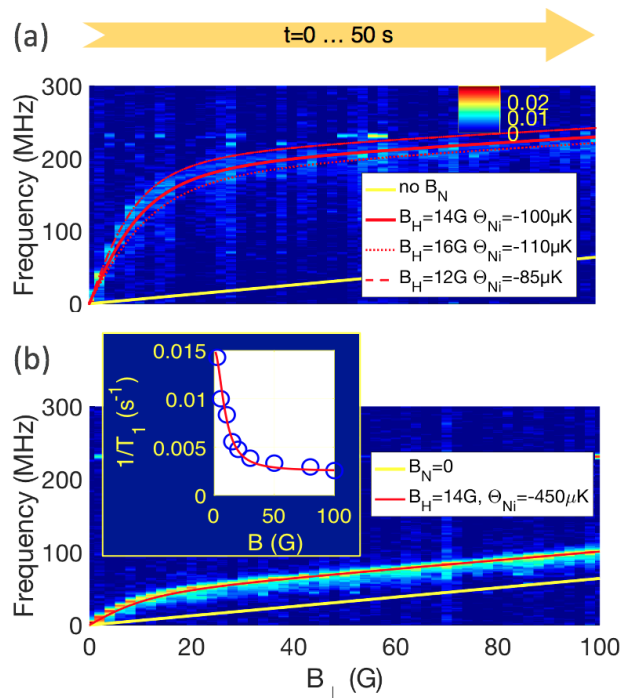 (a)
t=0 ... 50 s
300
200
100
0
Frequency (MHz)
0.02
0.01
0
no B_N
B_H=14G Θ_Ni=-100µK
B_H=16G Θ_Ni=-110µK
B_H=12G Θ_Ni=-85µK
(b)
300
200
100
0
Frequency (MHz)
0.015
0.01
0.005
0
1/T_1 (s^-1)
0 50 100
B (G)
B_N=0
B_H=14G, Θ_Ni=-450µK
0 20 40 60 80 100
B_⊥ (G)